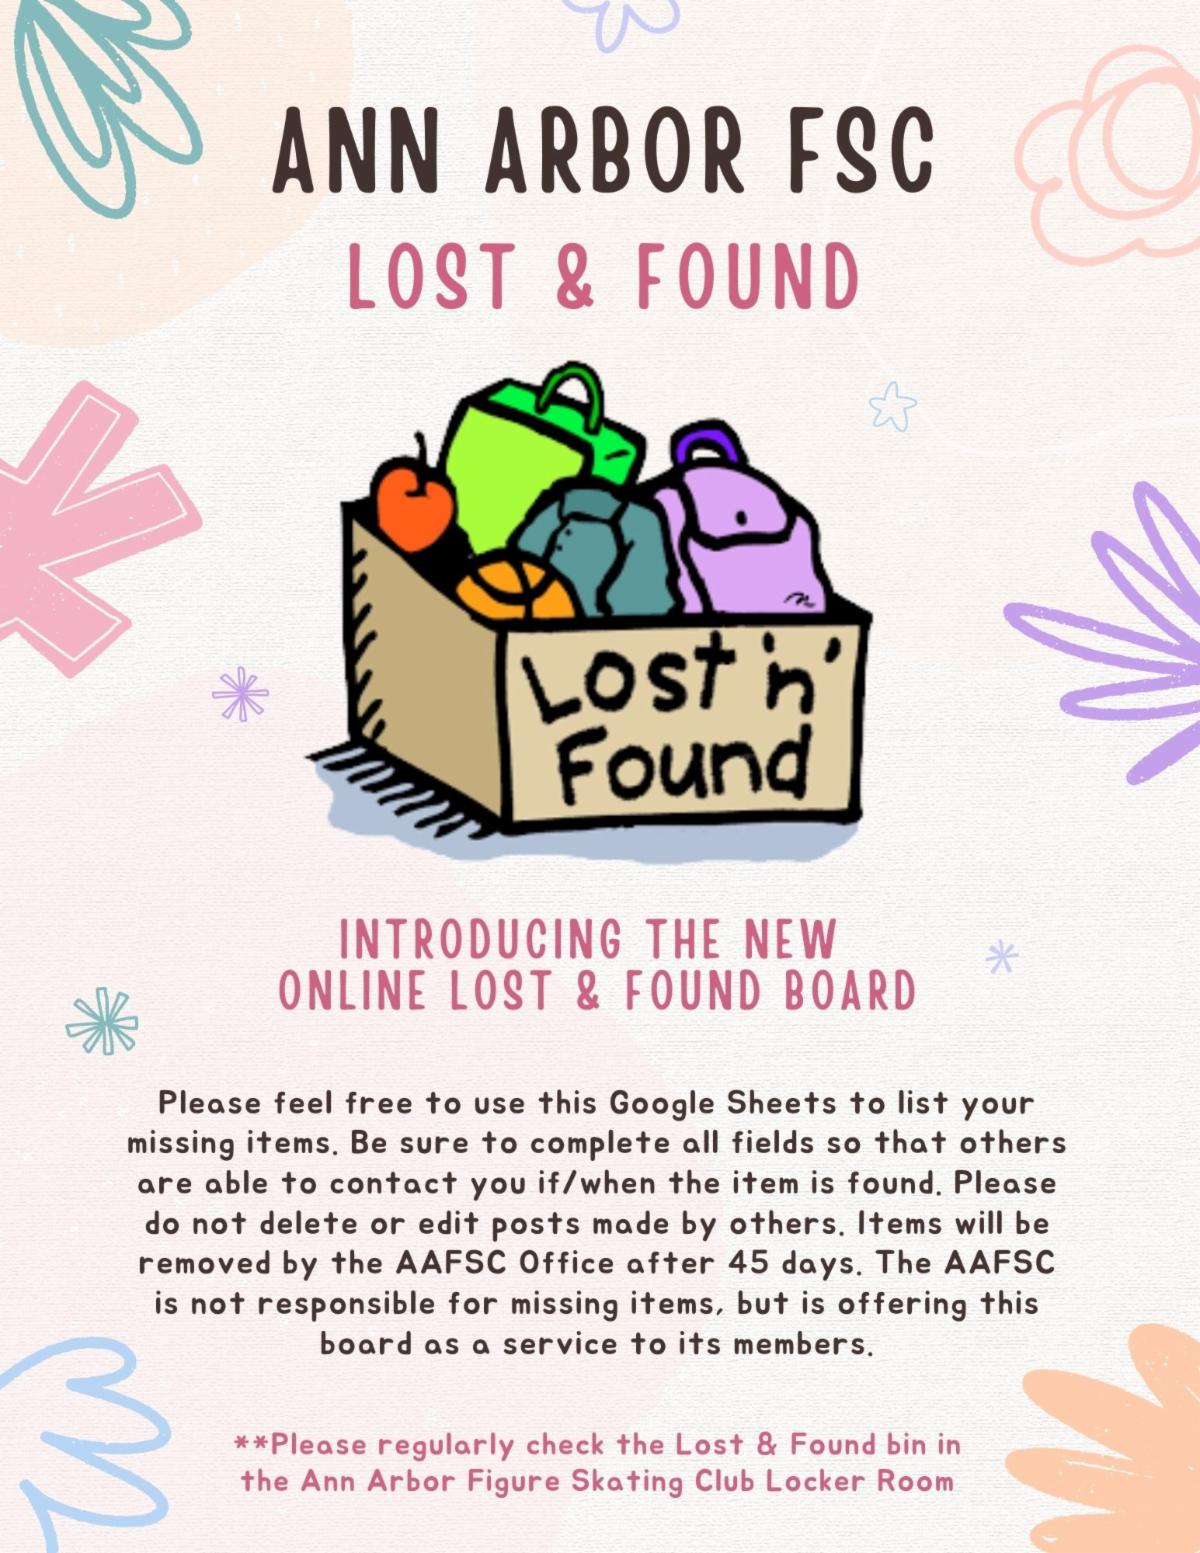 ANN ARBOR FSC
LOST & FOUND
Lost 'n'
Found
INTRODUCING THE NEW
ONLINE LOST & FOUND BOARD
Please feel free to use this Google Sheets to list your
missing items. Be sure to complete all fields so that others
are able to contact you if/when the item is found. Please
do not delete or edit posts made by others. Items will be
removed by the AAFSC Office after 45 days. The AAFSC
is not responsible for missing items, but is offering this
board as a service to its members.
**Please regularly check the Lost & Found bin in
the Ann Arbor Figure Skating Club Locker Room